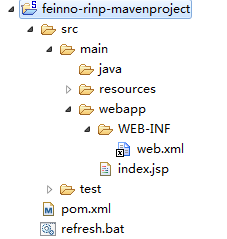 feinno-rinp-mavenproject
src
main
java
resources
webapp
WEB-INF
web.xml
index.jsp
test
pom.xml
refresh.bat